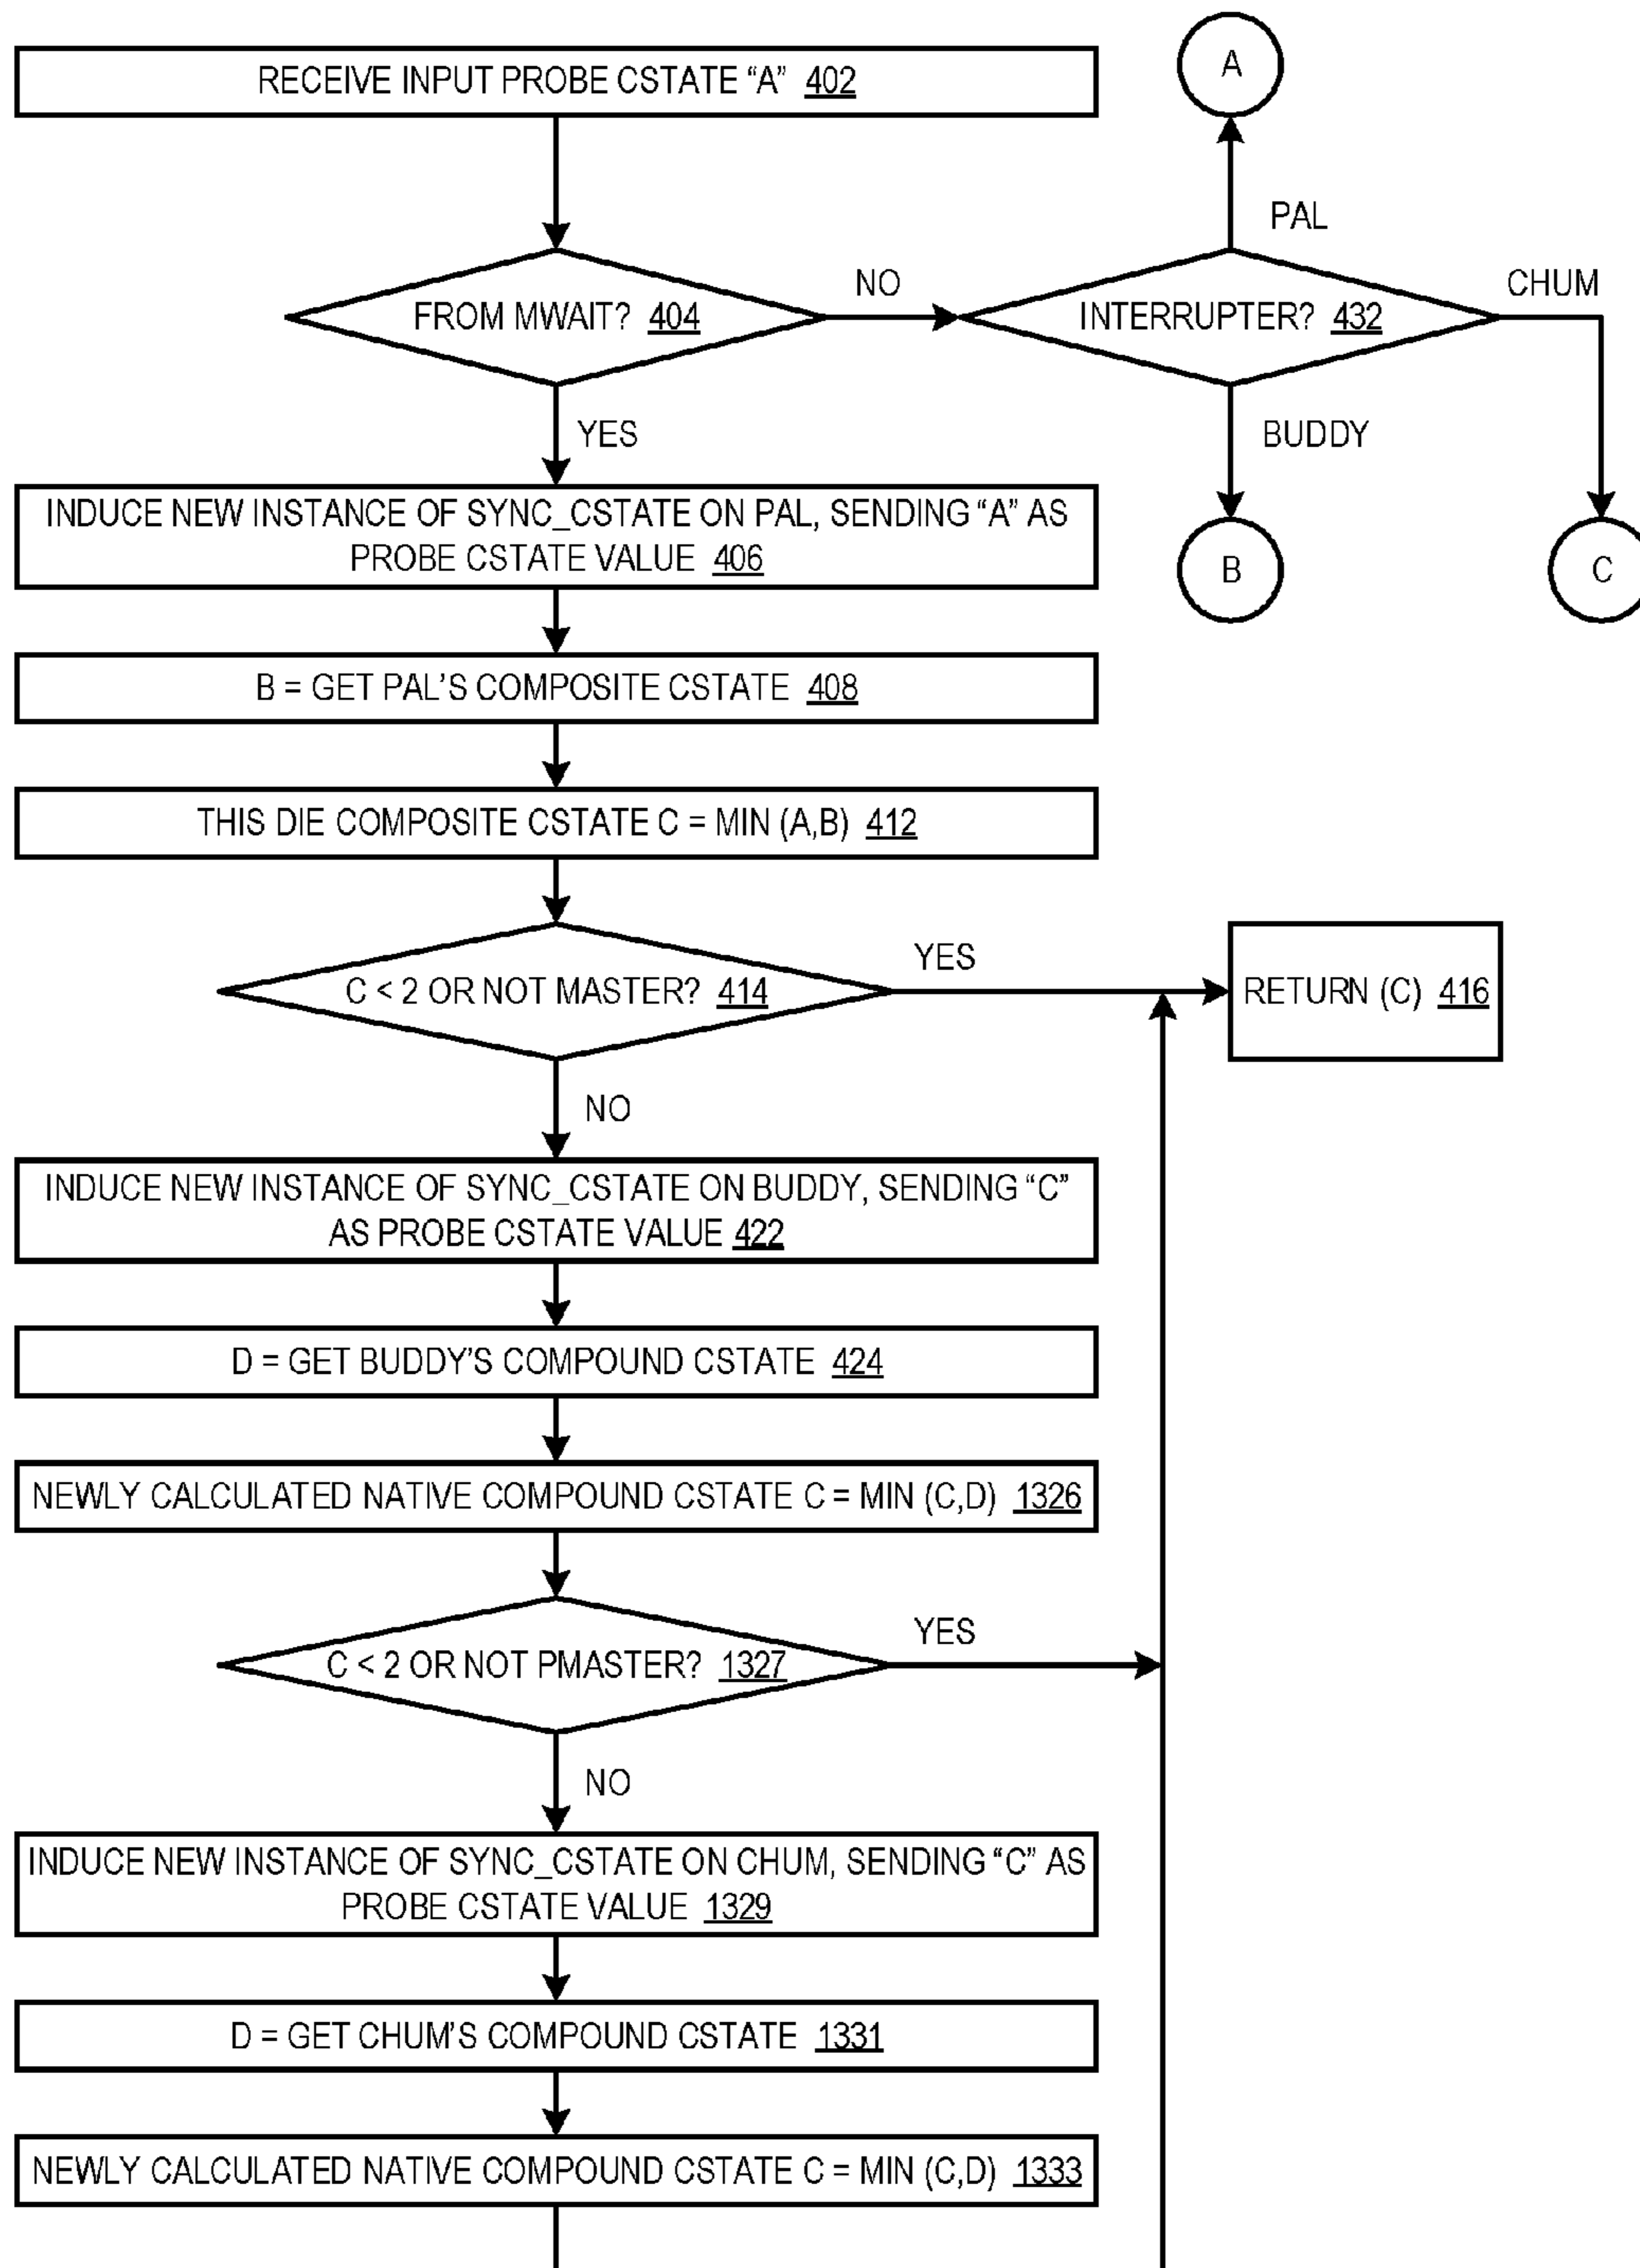 RECEIVE INPUT PROBE CSTATE “A” 402
A
PAL
FROM MWAIT? 404
NO
INTERRUPTER? 432
CHUM
YES
BUDDY
B
C
INDUCE NEW INSTANCE OF SYNC_CSTATE ON PAL, SENDING “A” AS
PROBE CSTATE VALUE 406
B = GET PAL’S COMPOSITE CSTATE 408
THIS DIE COMPOSITE CSTATE C = MIN (A,B) 412
C < 2 OR NOT MASTER? 414
YES
RETURN (C) 416
NO
INDUCE NEW INSTANCE OF SYNC_CSTATE ON BUDDY, SENDING “C”
AS PROBE CSTATE VALUE 422
D = GET BUDDY’S COMPOUND CSTATE 424
NEWLY CALCULATED NATIVE COMPOUND CSTATE C = MIN (C,D) 1326
C < 2 OR NOT PMASTER? 1327
YES
NO
INDUCE NEW INSTANCE OF SYNC_CSTATE ON CHUM, SENDING “C” AS
PROBE CSTATE VALUE 1329
D = GET CHUM’S COMPOUND CSTATE 1331
NEWLY CALCULATED NATIVE COMPOUND CSTATE C = MIN (C,D) 1333